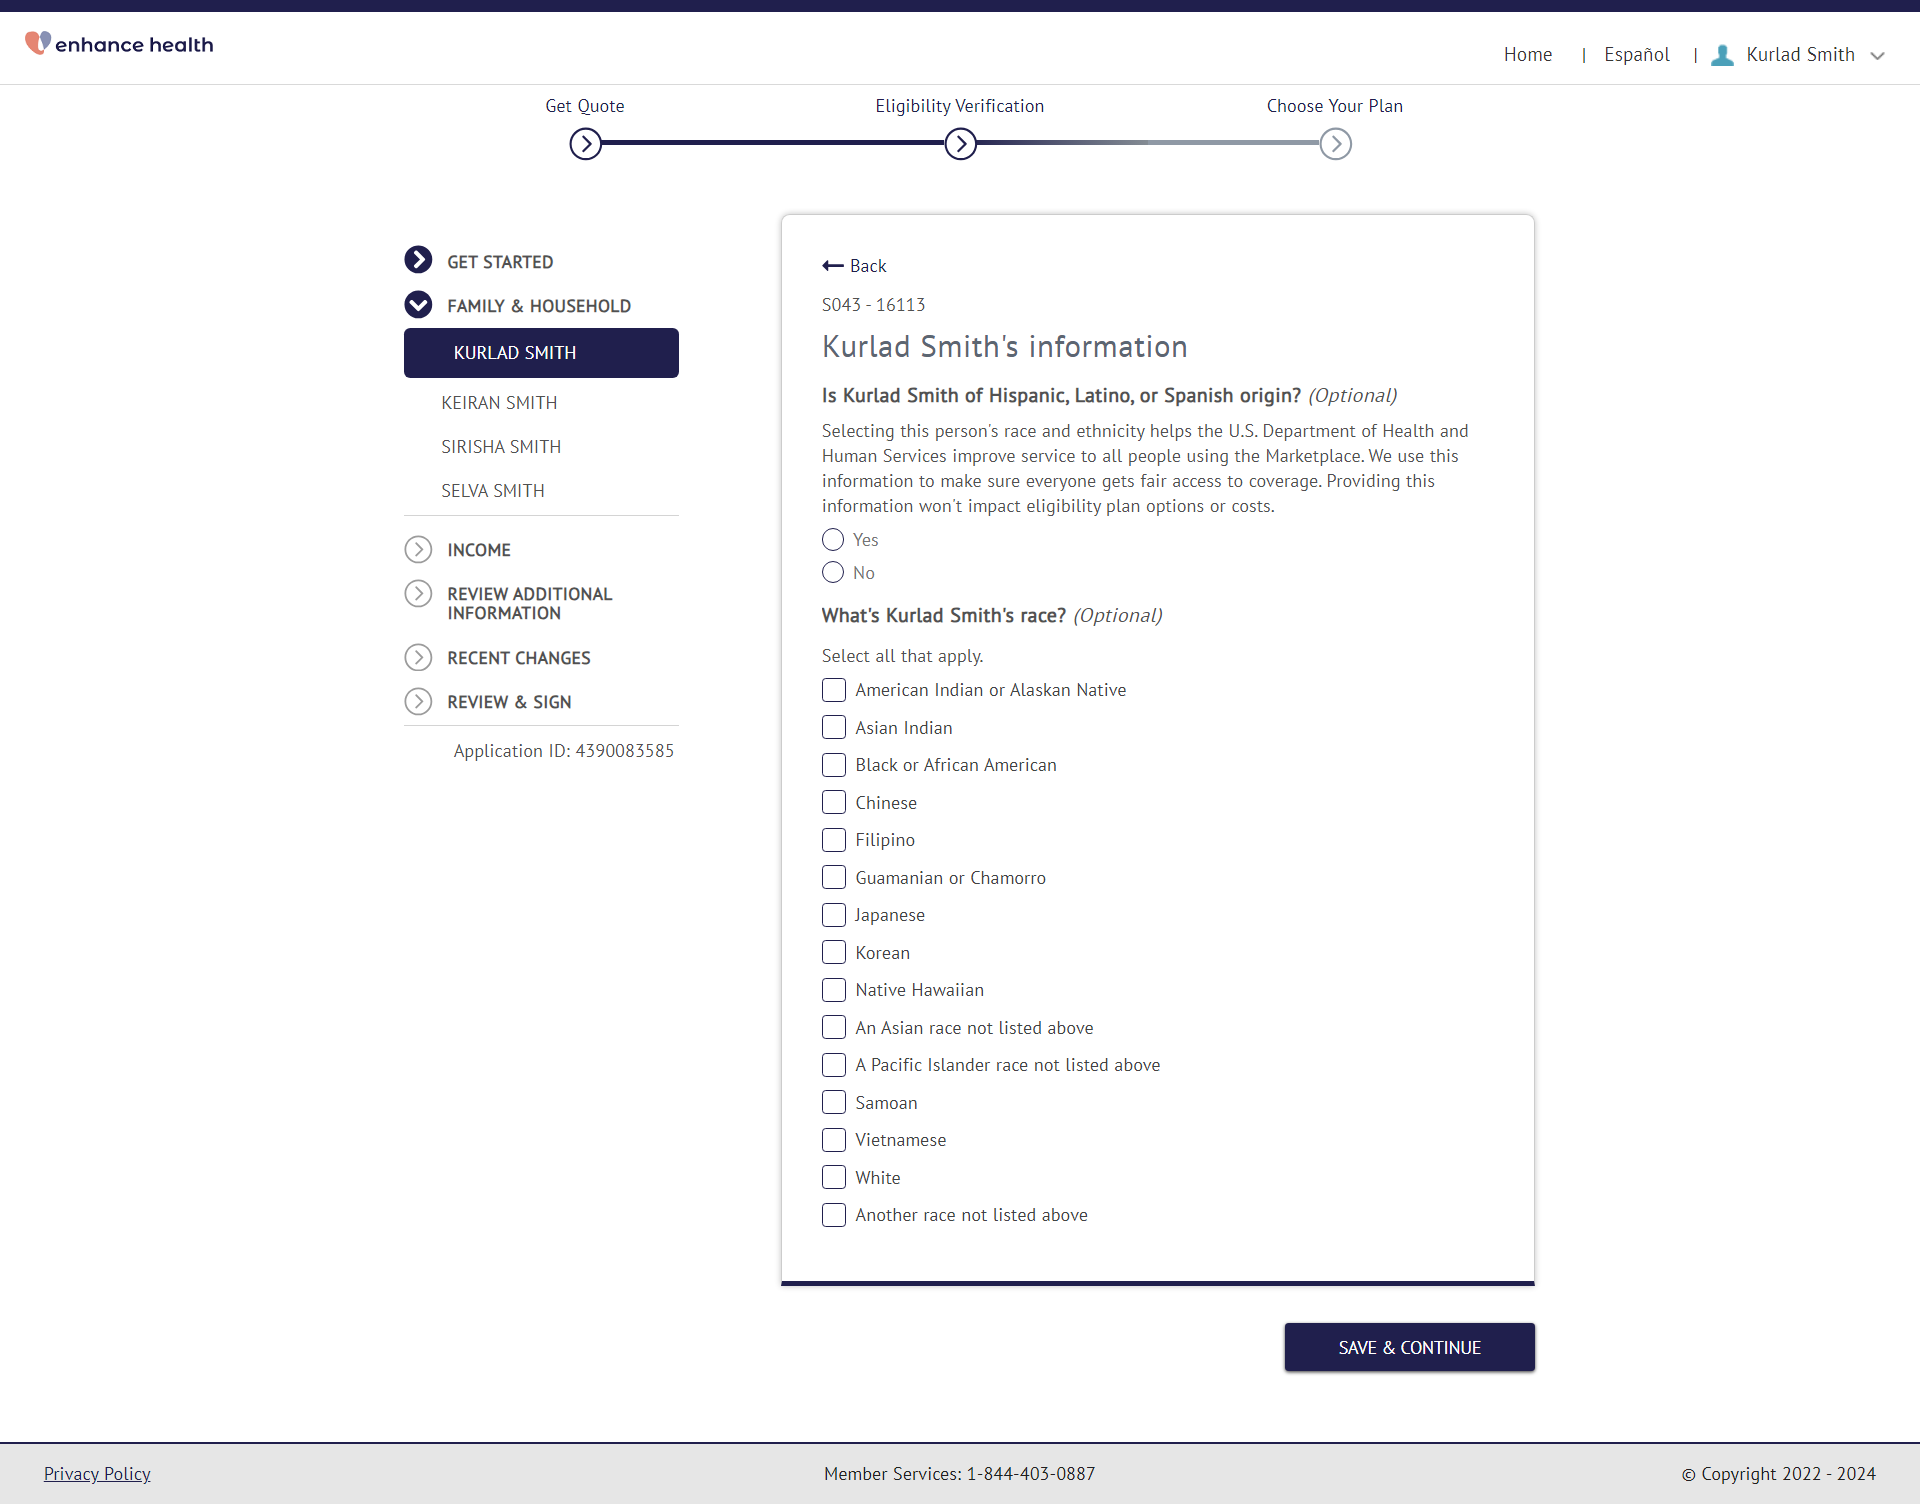 enhance health
Home | Español | Kurlad Smith
Get Quote
Eligibility Verification
Choose Your Plan
GET STARTED
FAMILY & HOUSEHOLD
KURLAD SMITH
KEIRAN SMITH
SIRISHA SMITH
SELVA SMITH
INCOME
REVIEW ADDITIONAL
INFORMATION
RECENT CHANGES
REVIEW & SIGN
Application ID: 4390083585
Back
S043 - 16113
Kurlad Smith's information
Is Kurlad Smith of Hispanic, Latino, or Spanish origin? (Optional)
Selecting this person's race and ethnicity helps the U.S. Department of Health and
Human Services improve service to all people using the Marketplace. We use this
information to make sure everyone gets fair access to coverage. Providing this
information won't impact eligibility plan options or costs.
Yes
No
What's Kurlad Smith's race? (Optional)
Select all that apply.
American Indian or Alaskan Native
Asian Indian
Black or African American
Chinese
Filipino
Guamanian or Chamorro
Japanese
Korean
Native Hawaiian
An Asian race not listed above
A Pacific Islander race not listed above
Samoan
Vietnamese
White
Another race not listed above
SAVE & CONTINUE
Privacy Policy
Member Services: 1-844-403-0887
© Copyright 2022 - 2024